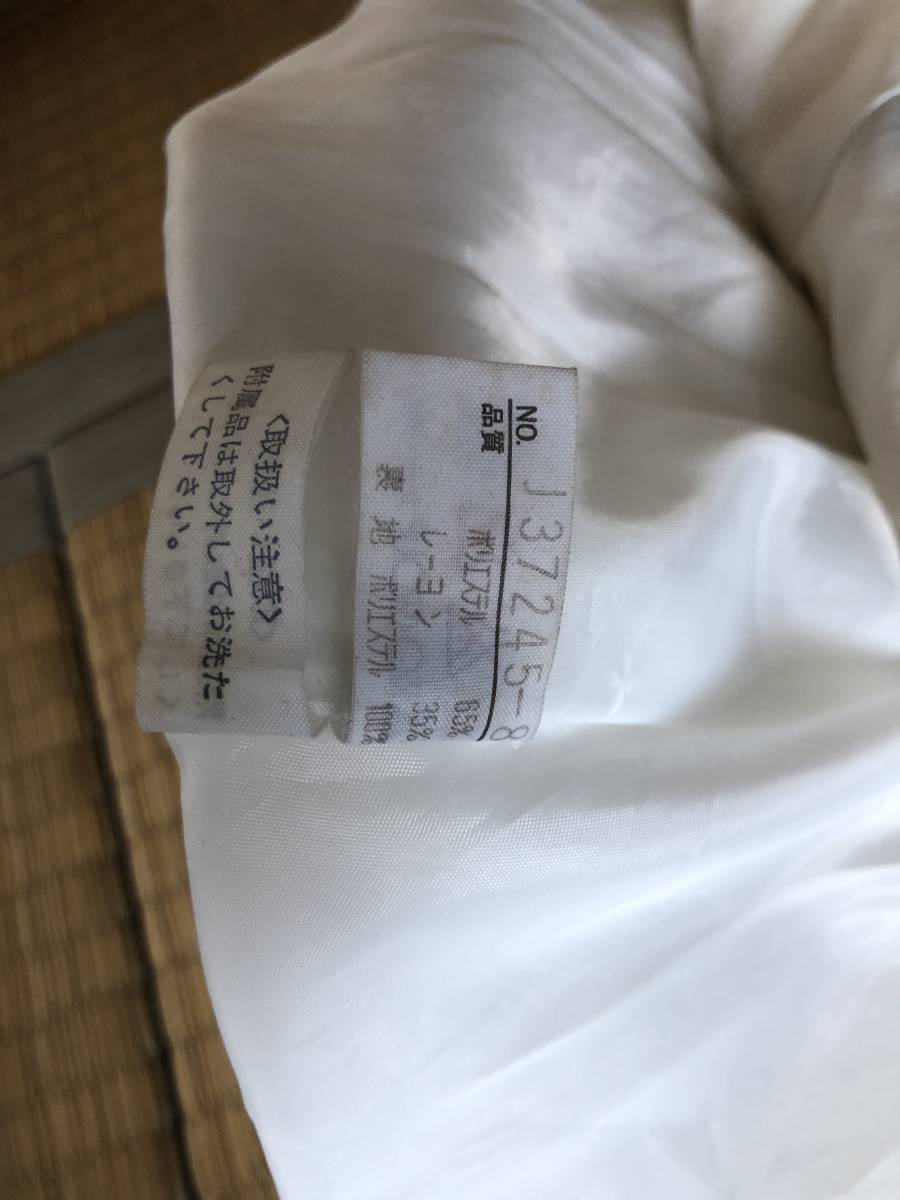 NO. J37245-8
品質 ポリエステル 65%
レーヨン 35%
裏地 ポリエステル 100%
<取扱い注意>
附属品は取外してお洗た
くして下さい。